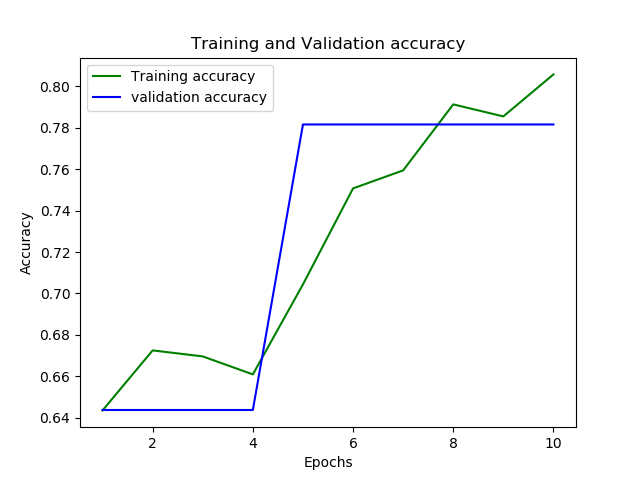 Training and Validation accuracy
Training accuracy
validation accuracy
0.80
0.78
0.76
0.74
0.72
0.70
0.68
0.66
0.64
Accuracy
2 4 6 8 10
Epochs